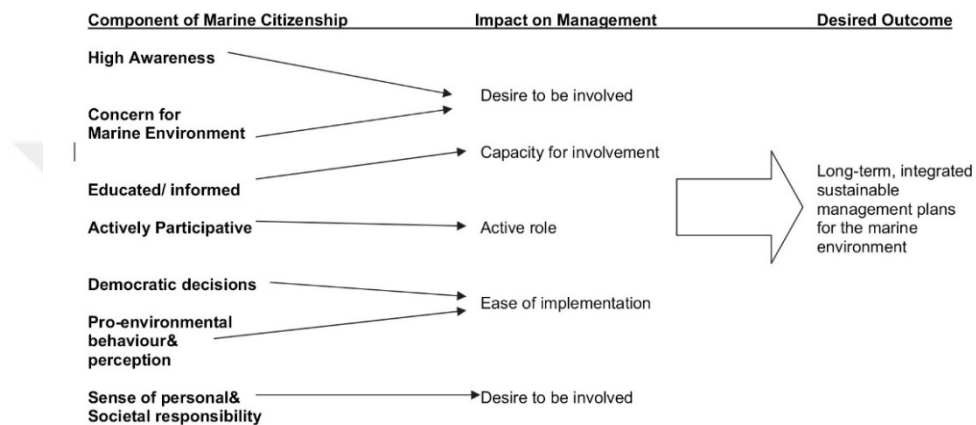 Component of Marine Citizenship
Impact on Management
Desired Outcome
High Awareness
Concern for
Marine Environment
Educated/ informed
Actively Participative
Democratic decisions
Pro-environmental
behaviour&
perception
Sense of personal&
Societal responsibility
Desire to be involved
Capacity for involvement
Active role
Ease of implementation
Desire to be involved
Long-term, integrated
sustainable
management plans
for the marine
environment